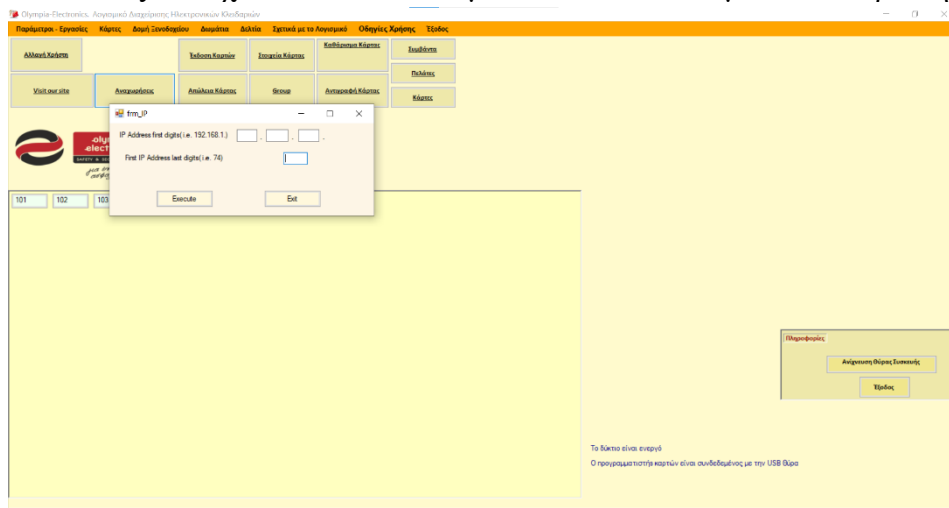 Olympia-Electronics, Λογισμικό Διαχείρισης Ηλεκτρονικών Κλειδαριών
Παράμετροι - Εργασίες Κάρτες Δομή Ξενοδοχείου Δωμάτια Δελτία Σχετικά με το Λογισμικό Οδηγίες Χρήσης Έξοδος
Αλλαγή Χρήστη Έκδοση Καρτών Στοιχεία Κάρτας Καθάρισμα Κάρτας Συμβάντα
Πελάτες
Visit our site Αναχωρήσεις Απώλεια Κάρτας Group Αντιγραφή Κάρτας Κάρτες
frm_IP
IP Address first digits( i.e. 192.168.1.) . . .
First IP Address last digits( i.e. 74)
Execute Exit
101 102 103
Πληροφορίες
Ανίχνευση Θύρας Συσκευής
Έξοδος
Το δύκτιο είναι ενεργό
Ο προγραμματιστής καρτών είναι συνδεδεμένος με την USB Θύρα